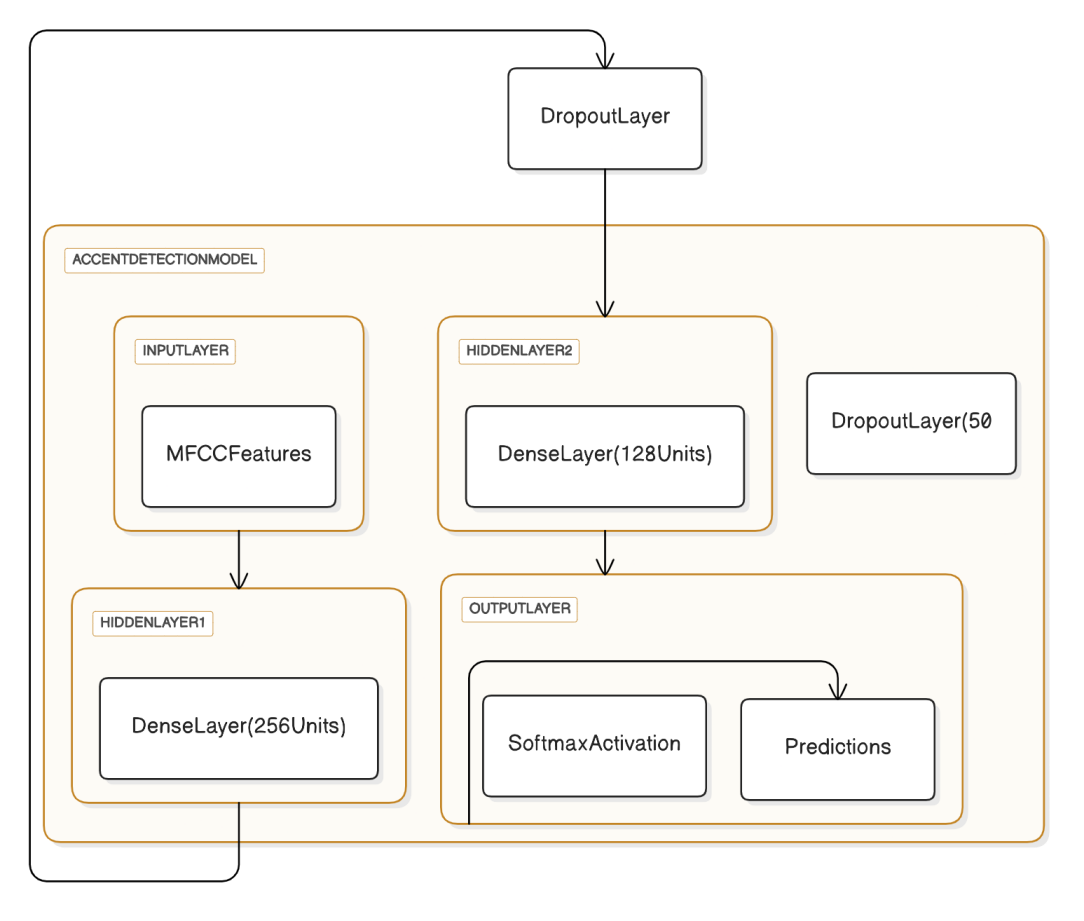 DropoutLayer
ACCENTDETECTIONMODEL
INPUTLAYER
MFCCFeatures
HIDDENLAYER2
DenseLayer(128Units)
DropoutLayer(50
HIDDENLAYER1
DenseLayer(256Units)
OUTPUTLAYER
SoftmaxActivation
Predictions